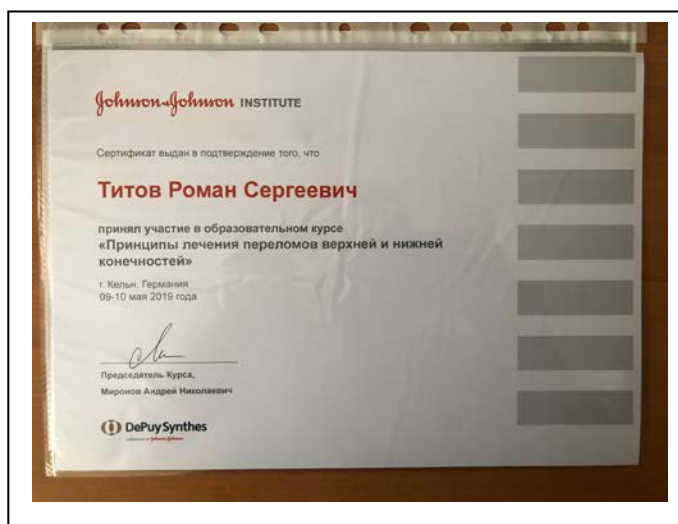 Johnson & Johnson INSTITUTE
Сертификат выдан в подтверждение того, что
Титов Роман Сергеевич
принял участие в образовательном курсе
«Принципы лечения переломов верхней и нижней
конечностей»
г. Кельн, Германия
09-10 мая 2019 года
Председатель Курса,
Миронов Андрей Николаевич
DePuy Synthes